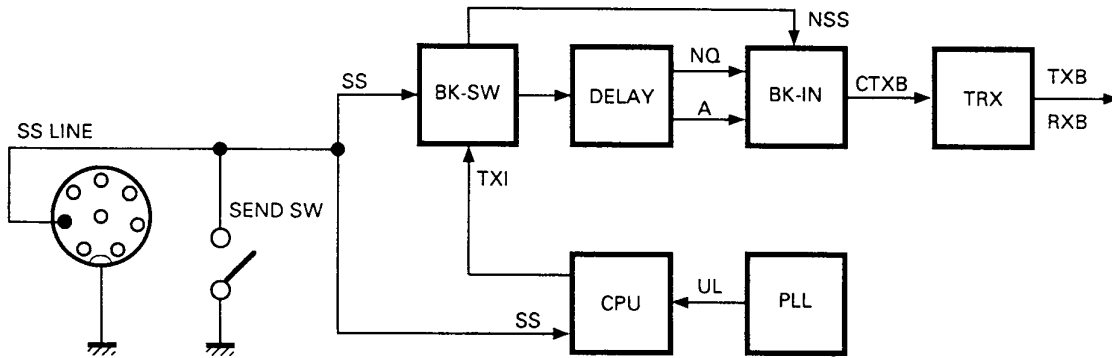 NSS
SS
BK-SW
DELAY
NQ
A
BK-IN
CTXB
TRX
TXB
RXB
SS LINE
TXI
SEND SW
CPU
UL
PLL
SS